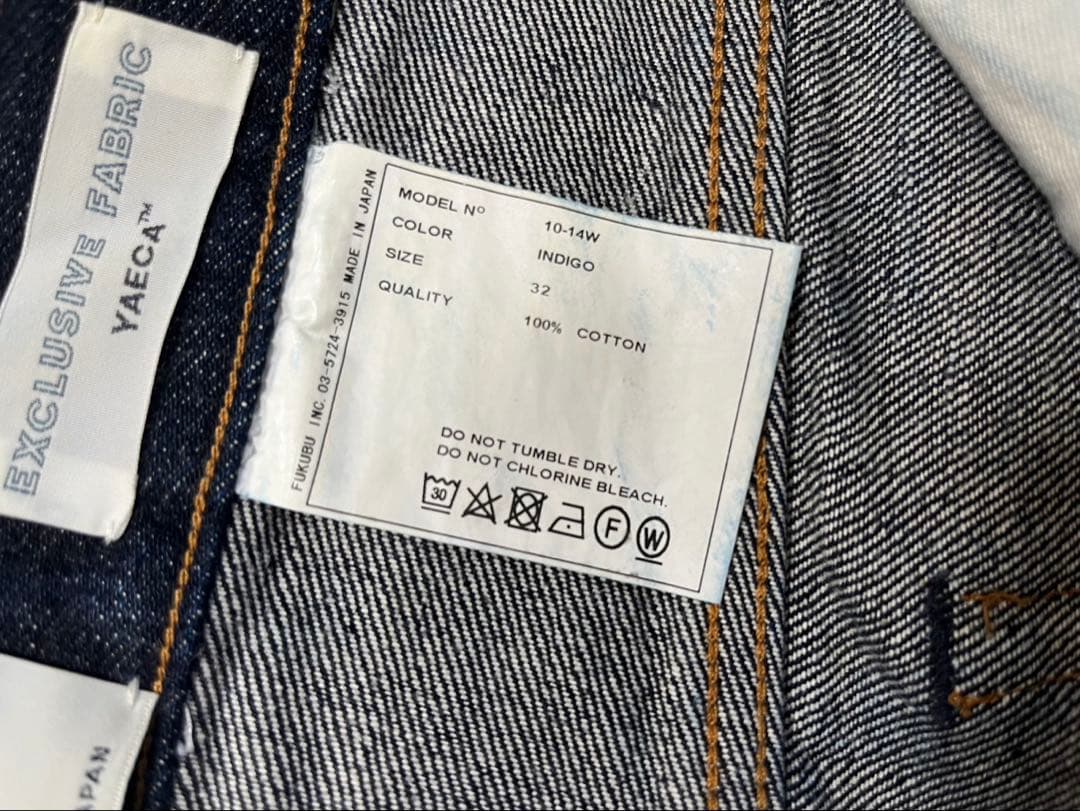 EXCLUSIVE FABRIC
YAECA™
FUKUBU INC. 03-5724-3915 MADE IN JAPAN
MODEL Nº 10-14W
COLOR INDIGO
SIZE 32
QUALITY 100% COTTON
DO NOT TUMBLE DRY.
DO NOT CHLORINE BLEACH.
30 F W
APAN